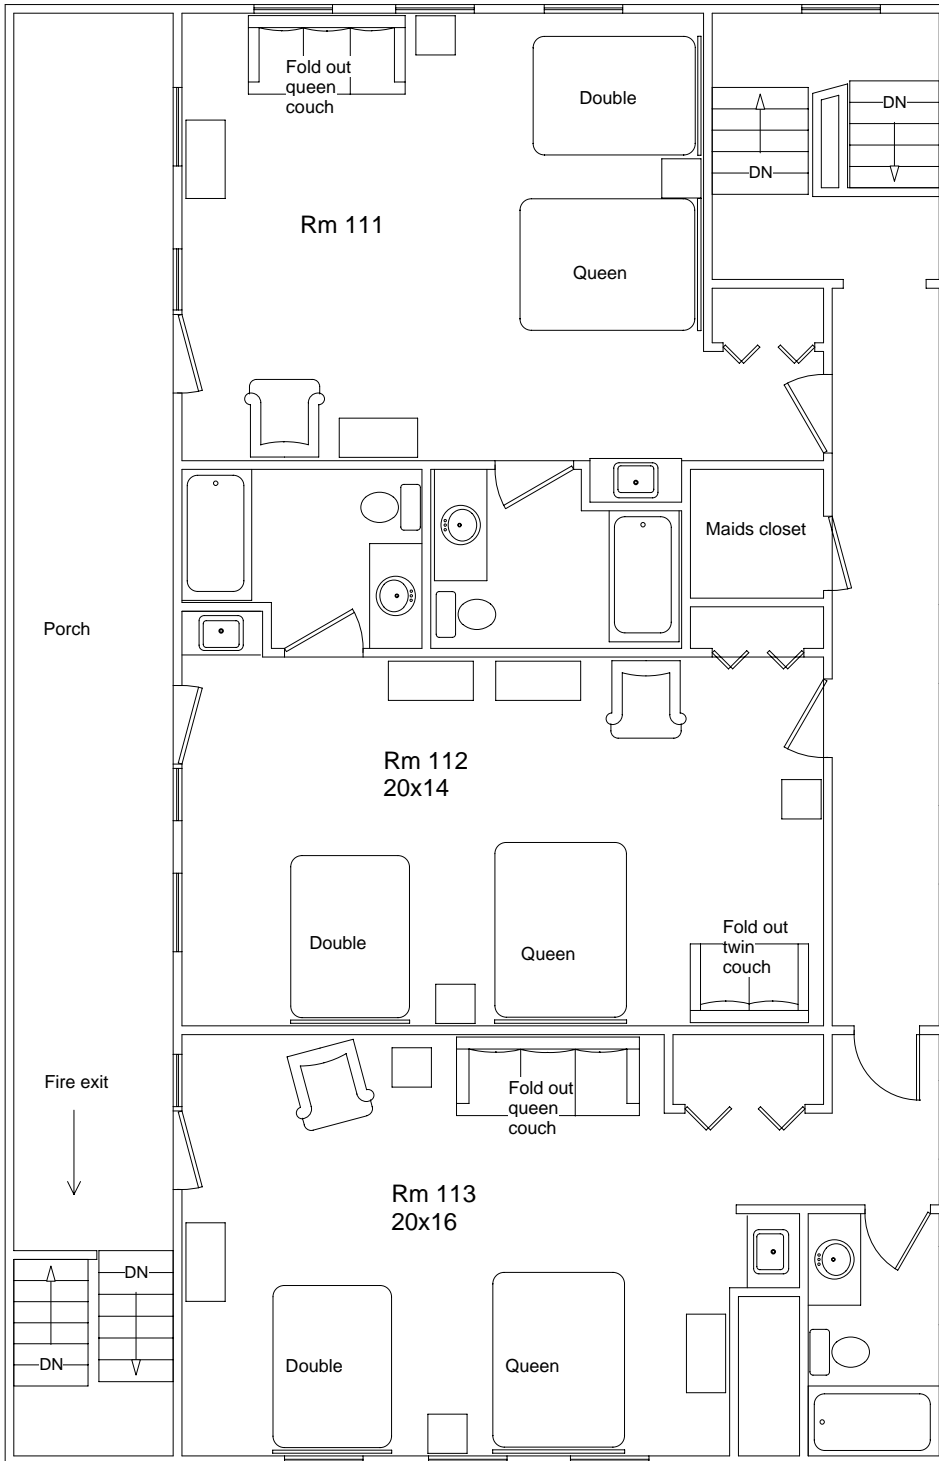 Fold out
queen
couch
Double
DN
DN
Rm 111
Queen
Maids closet
Porch
Rm 112
20x14
Double
Queen
Fold out
twin
couch
Fire exit
Fold out
queen
couch
Rm 113
20x16
DN
DN
Double
Queen